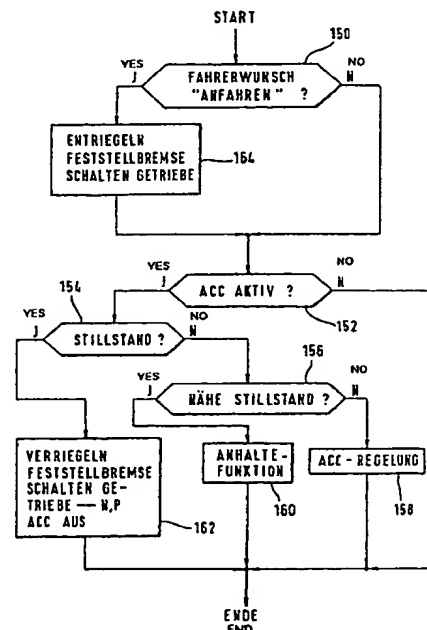 START
150
YES
J
NO
N
FAHRERWUNSCH
"ANFAHREN" ?
ENTRIEGELN
FESTSTELLBREMSE
SCHALTEN GETRIEBE
164
YES
J
NO
N
ACC AKTIV ?
152
154
YES
J
NO
N
STILLSTAND ?
156
YES
J
NO
N
NÄHE STILLSTAND ?
VERRIEGELN
FESTSTELLBREMSE
SCHALTEN GE-
TRIEBE — N,P
ACC AUS
162
ANHALTE-
FUNKTION
160
ACC-REGELUNG
158
ENDE
END